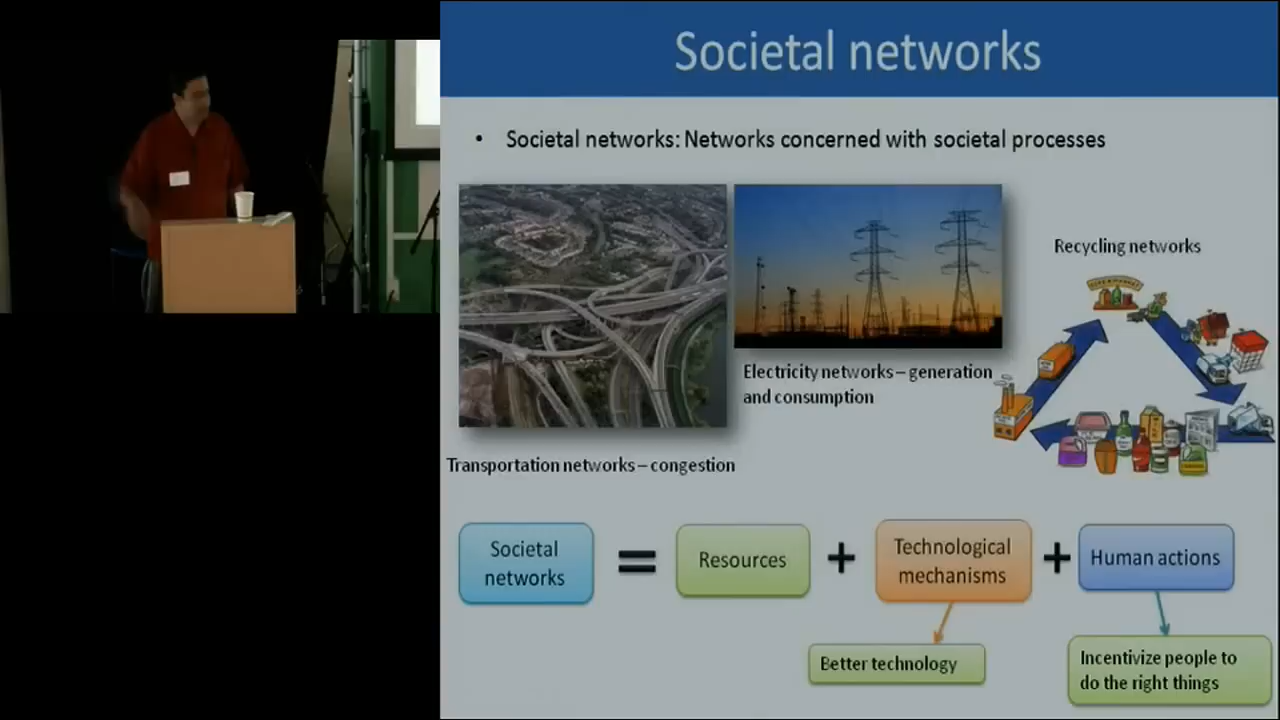 Societal networks
• Societal networks: Networks concerned with societal processes
Recycling networks
Electricity networks – generation
and consumption
Transportation networks – congestion
Societal
networks
=
Resources
+
Technological
mechanisms
+
Human actions
Better technology
Incentivize people to
do the right things